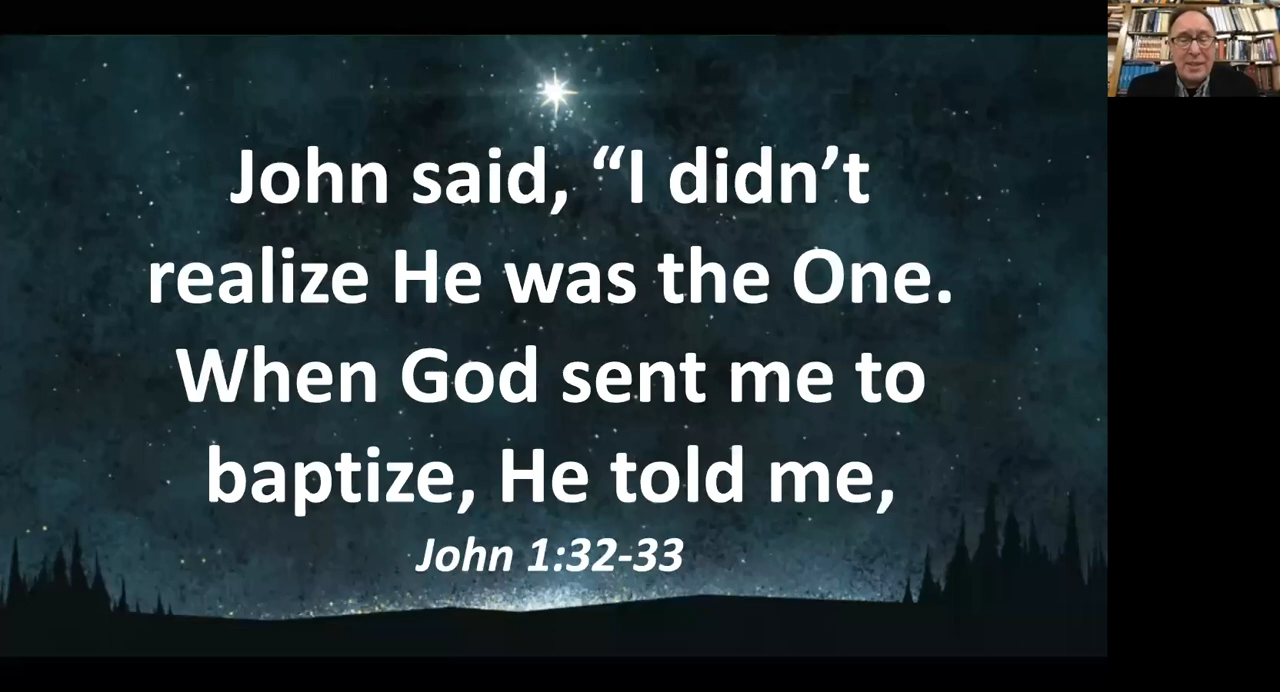 John said, “I didn’t
realize He was the One.
When God sent me to
baptize, He told me,
John 1:32-33